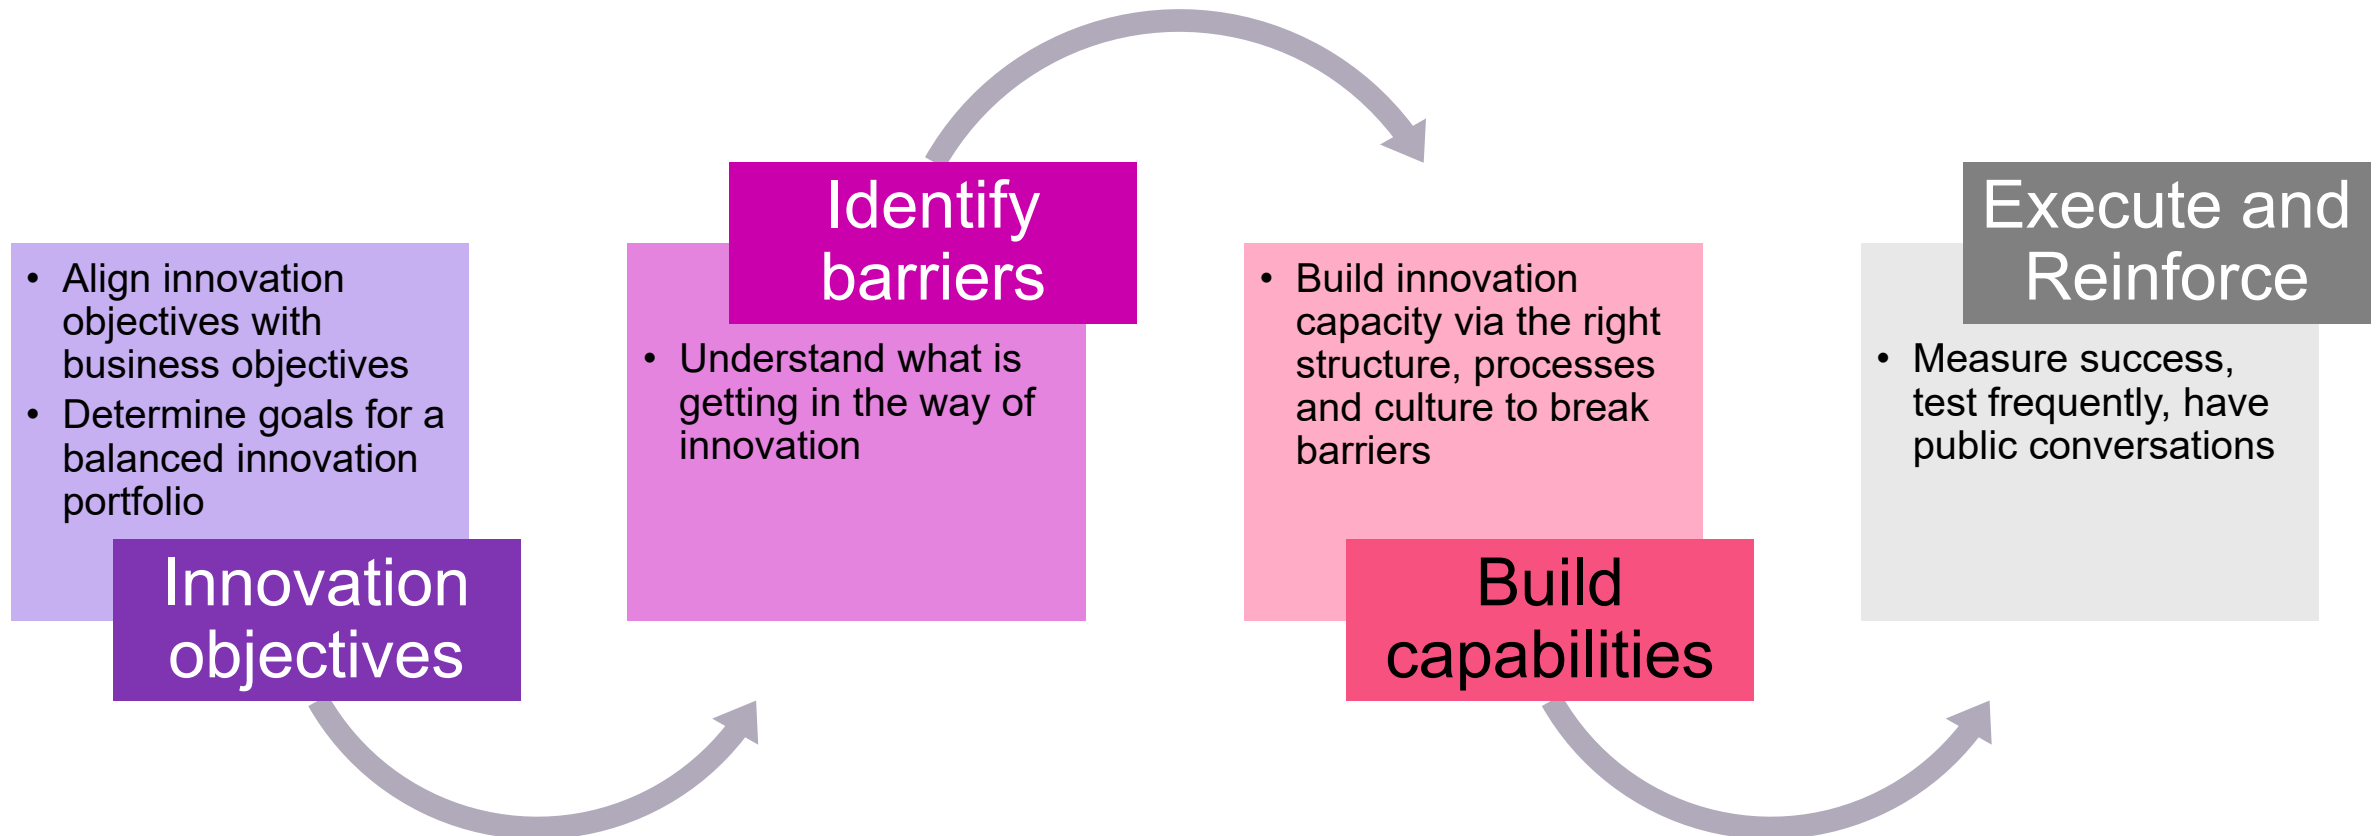 • Align innovation
objectives with
business objectives
• Determine goals for a
balanced innovation
portfolio
Innovation
objectives
Identify
barriers
• Understand what is
getting in the way of
innovation
• Build innovation
capacity via the right
structure, processes
and culture to break
barriers
Build
capabilities
Execute and
Reinforce
• Measure success,
test frequently, have
public conversations